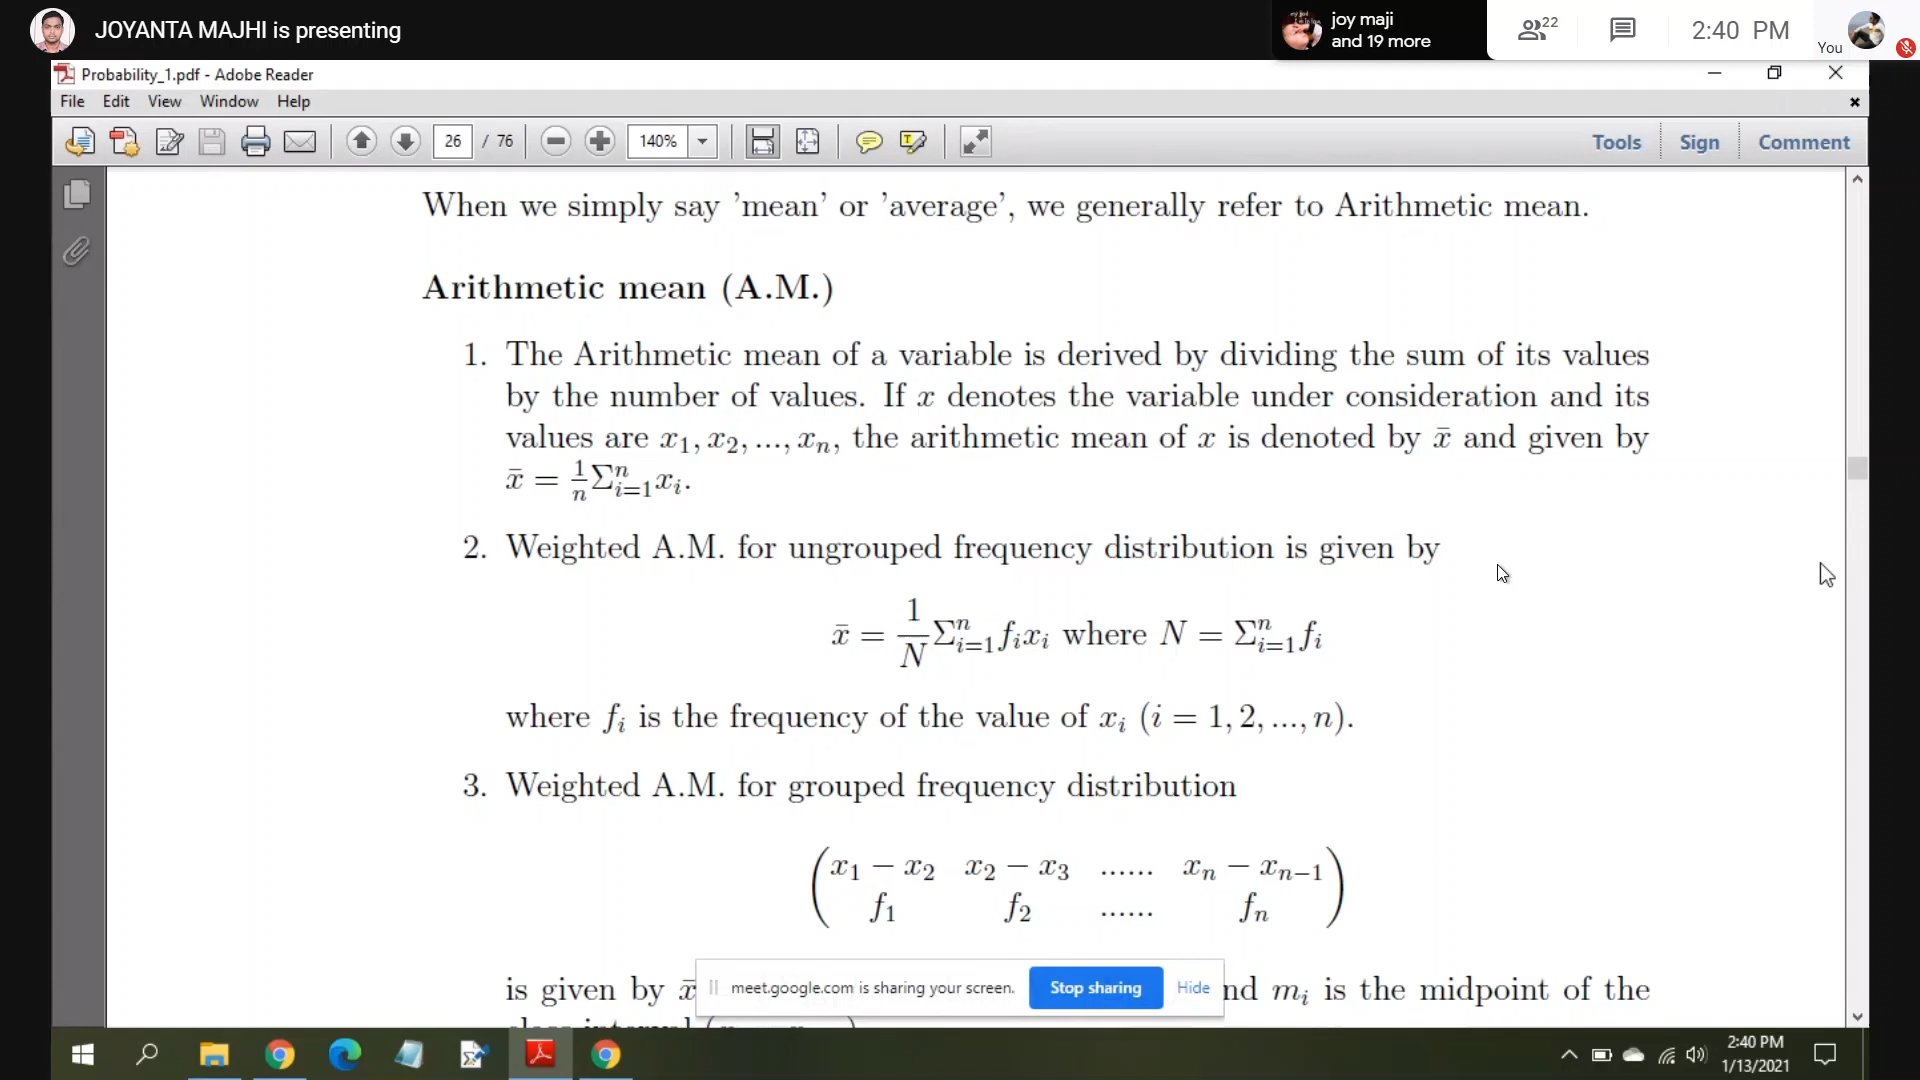 JOYANTA MAJHI is presenting
joy maji
and 19 more
22
2:40 PM
You
Probability_1.pdf - Adobe Reader
File Edit View Window Help
26 / 76
140%
Tools Sign Comment
When we simply say ’mean’ or ’average’, we generally refer to Arithmetic mean.
Arithmetic mean (A.M.)
1. The Arithmetic mean of a variable is derived by dividing the sum of its values
by the number of values. If x denotes the variable under consideration and its
values are x₁, x₂, ..., xₙ, the arithmetic mean of x is denoted by x̄ and given by
x̄ = 1/n Σⁿᵢ₌₁ xᵢ.
2. Weighted A.M. for ungrouped frequency distribution is given by
x̄ = 1/N Σⁿᵢ₌₁ fᵢxᵢ where N = Σⁿᵢ₌₁ fᵢ
where fᵢ is the frequency of the value of xᵢ (i = 1, 2, ..., n).
3. Weighted A.M. for grouped frequency distribution
(x₁ − x₂ x₂ − x₃ ...... xₙ − xₙ₋₁
f₁ f₂ ...... fₙ)
is given by x̄ nd mᵢ is the midpoint of the
meet.google.com is sharing your screen. Stop sharing Hide
2:40 PM
1/13/2021